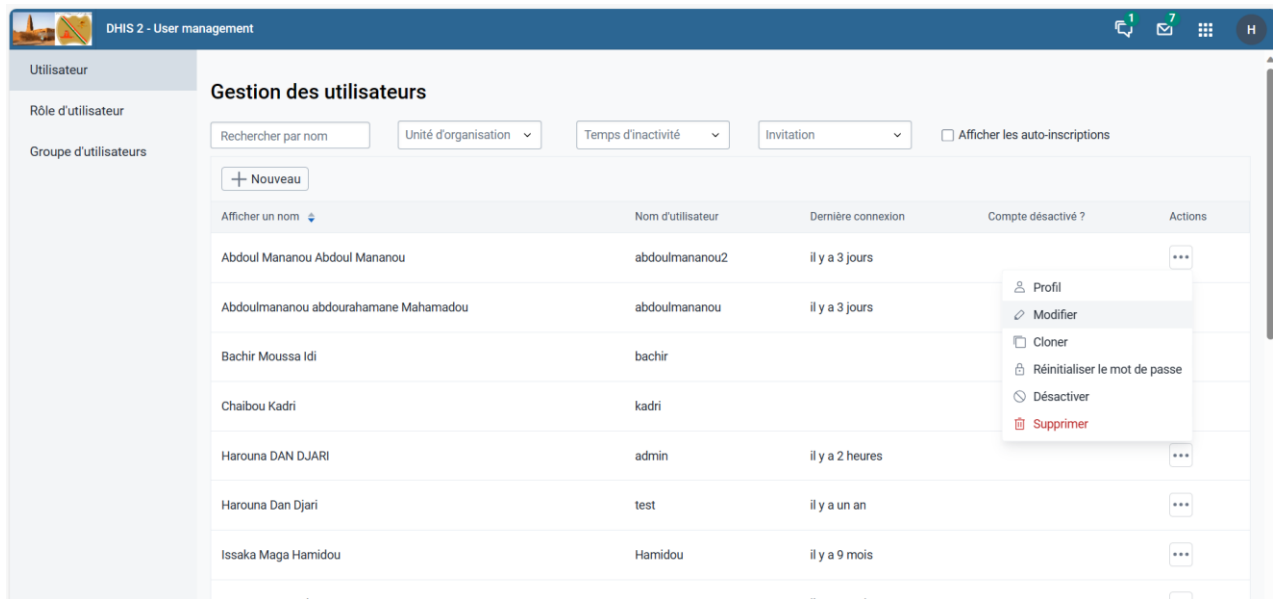 DHIS 2 - User management
1
7
H
Utilisateur
Rôle d'utilisateur
Groupe d'utilisateurs
Gestion des utilisateurs
Rechercher par nom Unité d'organisation Temps d'inactivité Invitation Afficher les auto-inscriptions
Nouveau
Afficher un nom Nom d'utilisateur Dernière connexion Compte désactivé ? Actions
Abdoul Mananou Abdoul Mananou abdoulmananou2 il y a 3 jours
Abdoulmananou abdourahamane Mahamadou abdoulmananou il y a 3 jours
Bachir Moussa Idi bachir
Chaibou Kadri kadri
Harouna DAN DJARI admin il y a 2 heures
Harouna Dan Djari test il y a un an
Issaka Maga Hamidou Hamidou il y a 9 mois
Profil
Modifier
Cloner
Réinitialiser le mot de passe
Désactiver
Supprimer